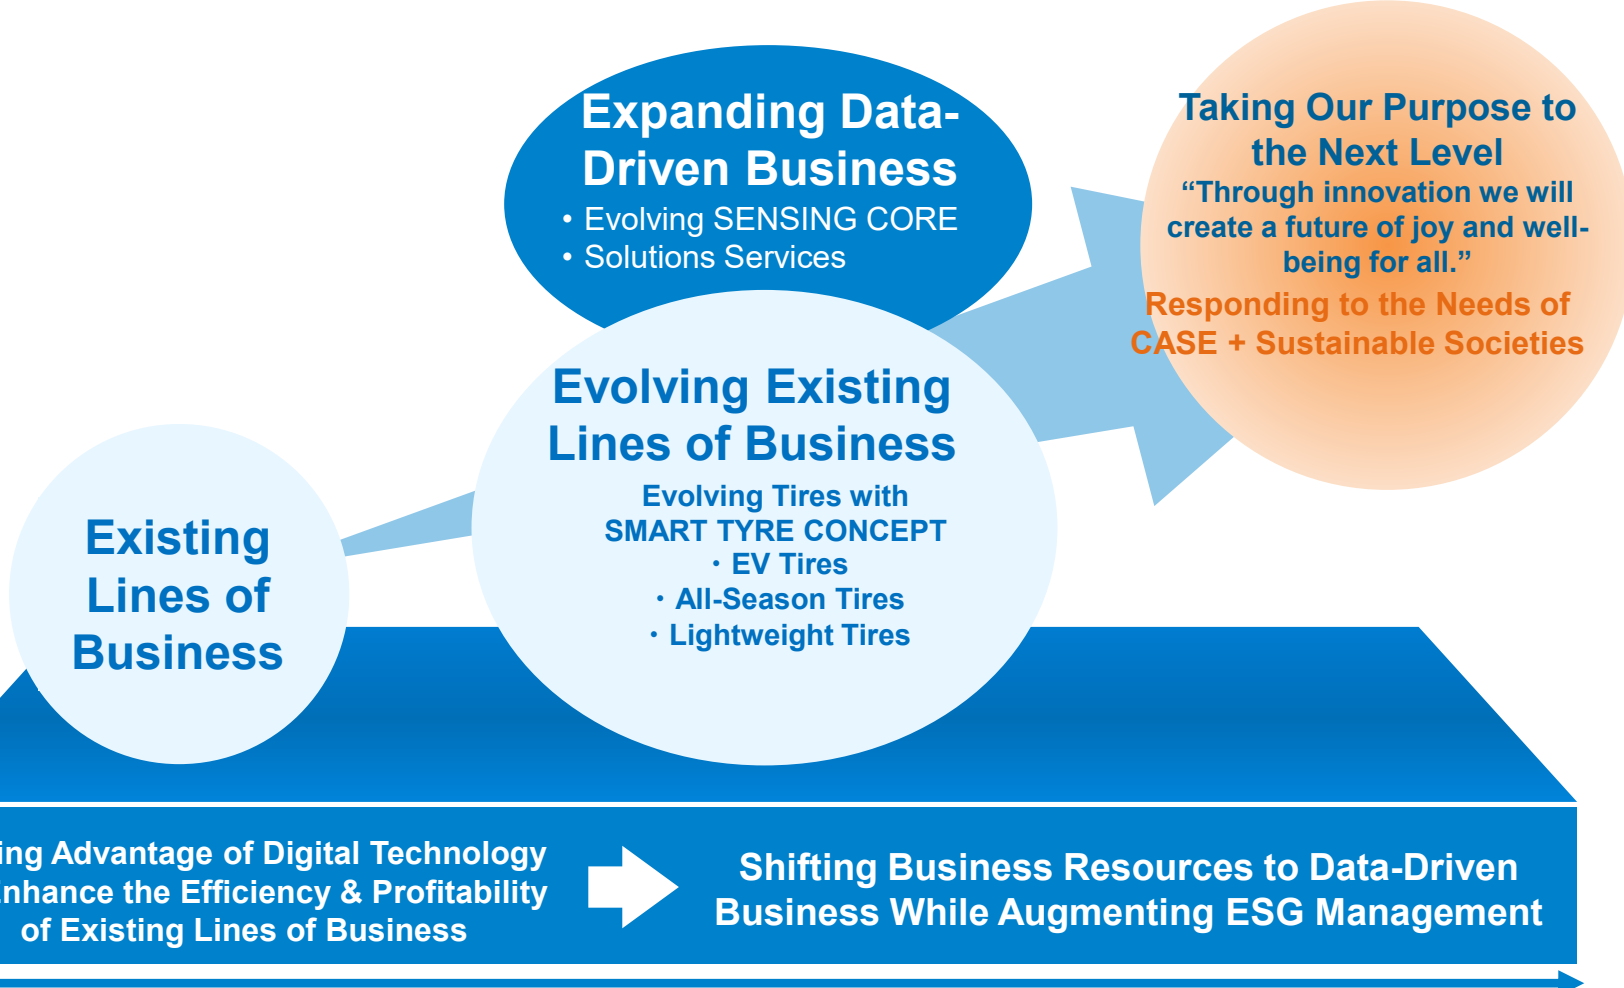 Expanding Data-
Driven Business
• Evolving SENSING CORE
• Solutions Services
Taking Our Purpose to
the Next Level
“Through innovation we will
create a future of joy and well-
being for all.”
Responding to the Needs of
CASE + Sustainable Societies
Evolving Existing
Lines of Business
Evolving Tires with
SMART TYRE CONCEPT
・EV Tires
・All-Season Tires
・Lightweight Tires
Existing
Lines of
Business
Advantage of Digital Technology
Enhance the Efficiency & Profitability
of Existing Lines of Business
Shifting Business Resources to Data-Driven
Business While Augmenting ESG Management